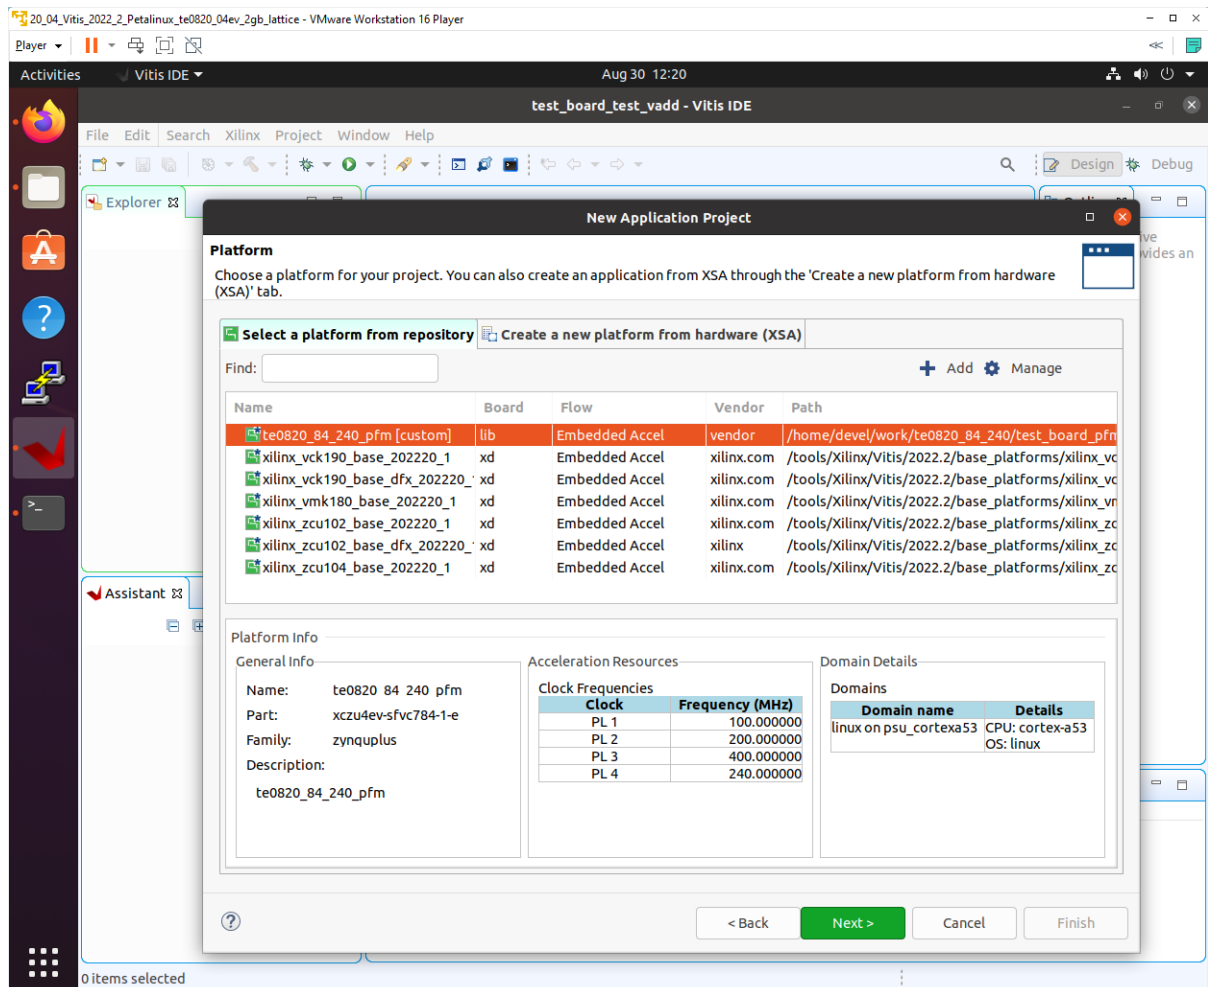 20_04_Vitis_2022_2_Petalinux_te0820_04ev_2gb_lattice - VMware Workstation 16 Player
Player
Activities Vitis IDE Aug 30 12:20
test_board_test_vadd - Vitis IDE
File Edit Search Xilinx Project Window Help
Design Debug
Explorer
New Application Project
Platform
Choose a platform for your project. You can also create an application from XSA through the 'Create a new platform from hardware
(XSA)' tab.
Select a platform from repository Create a new platform from hardware (XSA)
Find: Add Manage
Name Board Flow Vendor Path
te0820_84_240_pfm [custom] lib Embedded Accel vendor /home/devel/work/te0820_84_240/test_board_pfm
xilinx_vck190_base_202220_1 xd Embedded Accel xilinx.com /tools/Xilinx/Vitis/2022.2/base_platforms/xilinx_vc
xilinx_vck190_base_dfx_202220_ xd Embedded Accel xilinx.com /tools/Xilinx/Vitis/2022.2/base_platforms/xilinx_vc
xilinx_vmk180_base_202220_1 xd Embedded Accel xilinx.com /tools/Xilinx/Vitis/2022.2/base_platforms/xilinx_vm
xilinx_zcu102_base_202220_1 xd Embedded Accel xilinx.com /tools/Xilinx/Vitis/2022.2/base_platforms/xilinx_zc
xilinx_zcu102_base_dfx_202220_ xd Embedded Accel xilinx /tools/Xilinx/Vitis/2022.2/base_platforms/xilinx_zc
xilinx_zcu104_base_202220_1 xd Embedded Accel xilinx.com /tools/Xilinx/Vitis/2022.2/base_platforms/xilinx_zc
Assistant
Platform Info
General Info
Name: te0820_84_240_pfm
Part: xczu4ev-sfvc784-1-e
Family: zynquplus
Description:
te0820_84_240_pfm
Acceleration Resources
Clock Frequencies
Clock Frequency (MHz)
PL 1 100.000000
PL 2 200.000000
PL 3 400.000000
PL 4 240.000000
Domain Details
Domains
Domain name Details
linux on psu_cortexa53 CPU: cortex-a53
OS: linux
< Back Next > Cancel Finish
0 items selected